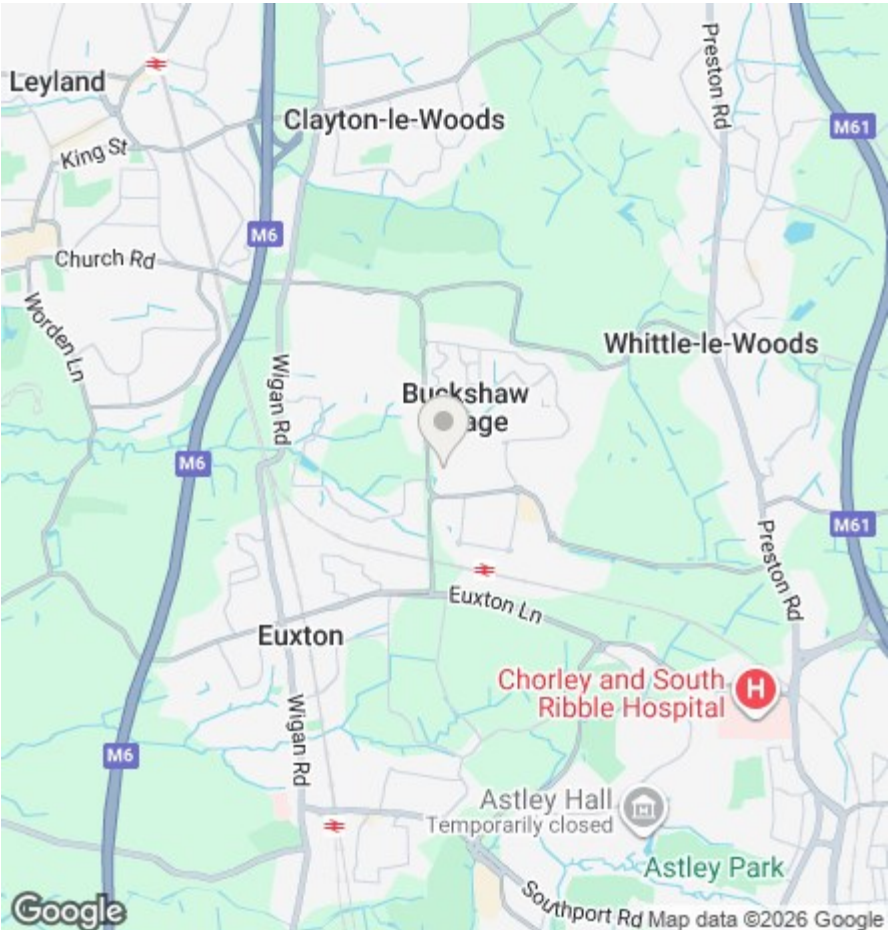 Preston Rd
Leyland
Clayton-le-Woods
M61
King St
M6
Church Rd
Worden Ln
Whittle-le-Woods
Wigan Rd
Buckshaw
age
M6
M61
Preston Rd
Euxton Ln
Euxton
Chorley and South
Ribble Hospital
H
Wigan Rd
M6
Astley Hall
Temporarily closed
Astley Park
Southport Rd
Google
Map data ©2026 Google